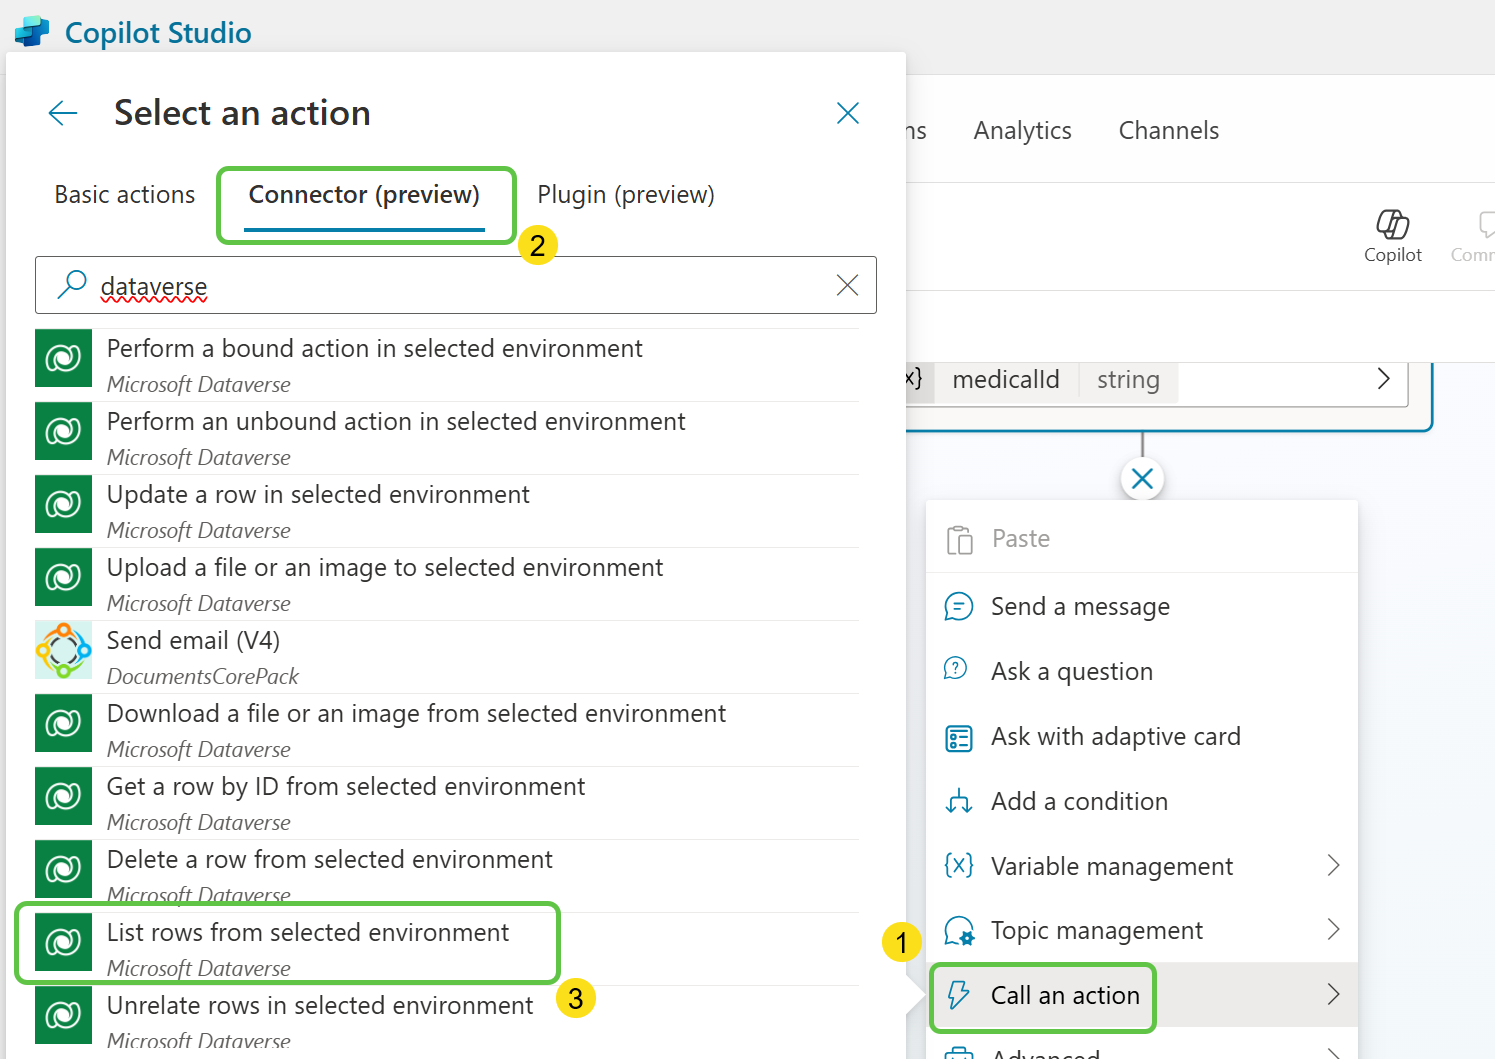 Copilot Studio
Select an action
Basic actions
Connector (preview)
Plugin (preview)
2
dataverse
Perform a bound action in selected environment
Microsoft Dataverse
Perform an unbound action in selected environment
Microsoft Dataverse
Update a row in selected environment
Microsoft Dataverse
Upload a file or an image to selected environment
Microsoft Dataverse
Send email (V4)
DocumentsCorePack
Download a file or an image from selected environment
Microsoft Dataverse
Get a row by ID from selected environment
Microsoft Dataverse
Delete a row from selected environment
Microsoft Dataverse
List rows from selected environment
Microsoft Dataverse
3
Unrelate rows in selected environment
Microsoft Dataverse
Analytics
Channels
Copilot
medicalId
string
Paste
Send a message
Ask a question
Ask with adaptive card
Add a condition
{x} Variable management
Topic management
1
Call an action
Advanced